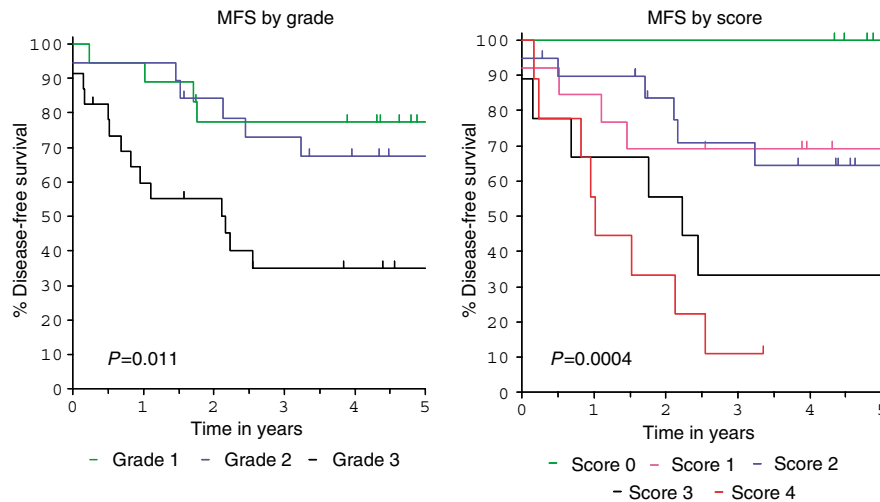 MFS by grade
% Disease-free survival
100
90
80
70
60
50
40
30
20
10
0
P=0.011
0 1 2 3 4 5
Time in years
Grade 1 Grade 2 Grade 3
MFS by score
% Disease-free survival
100
90
80
70
60
50
40
30
20
10
0
P=0.0004
0 1 2 3 4 5
Time in years
Score 0 Score 1 Score 2
Score 3 Score 4